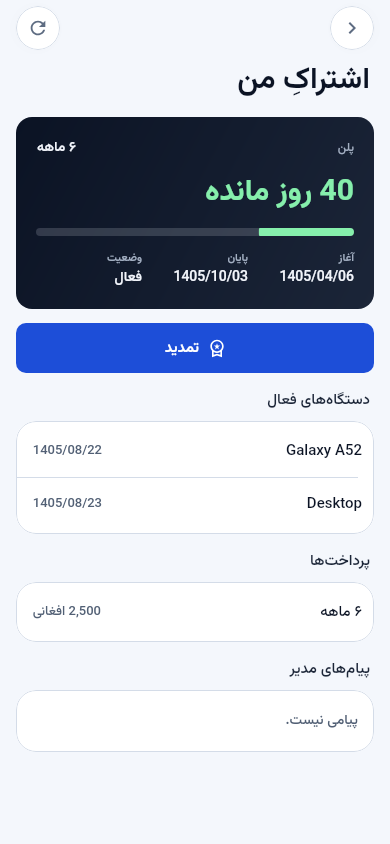 اشتراکِ من
پلن
۶ ماهه
40 روز مانده
آغاز
پایان
وضعیت
1405/04/06
1405/10/03
فعال
تمدید
دستگاه‌های فعال
Galaxy A52
1405/08/22
Desktop
1405/08/23
پرداخت‌ها
۶ ماهه
2,500 افغانی
پیام‌های مدیر
پیامی نیست.